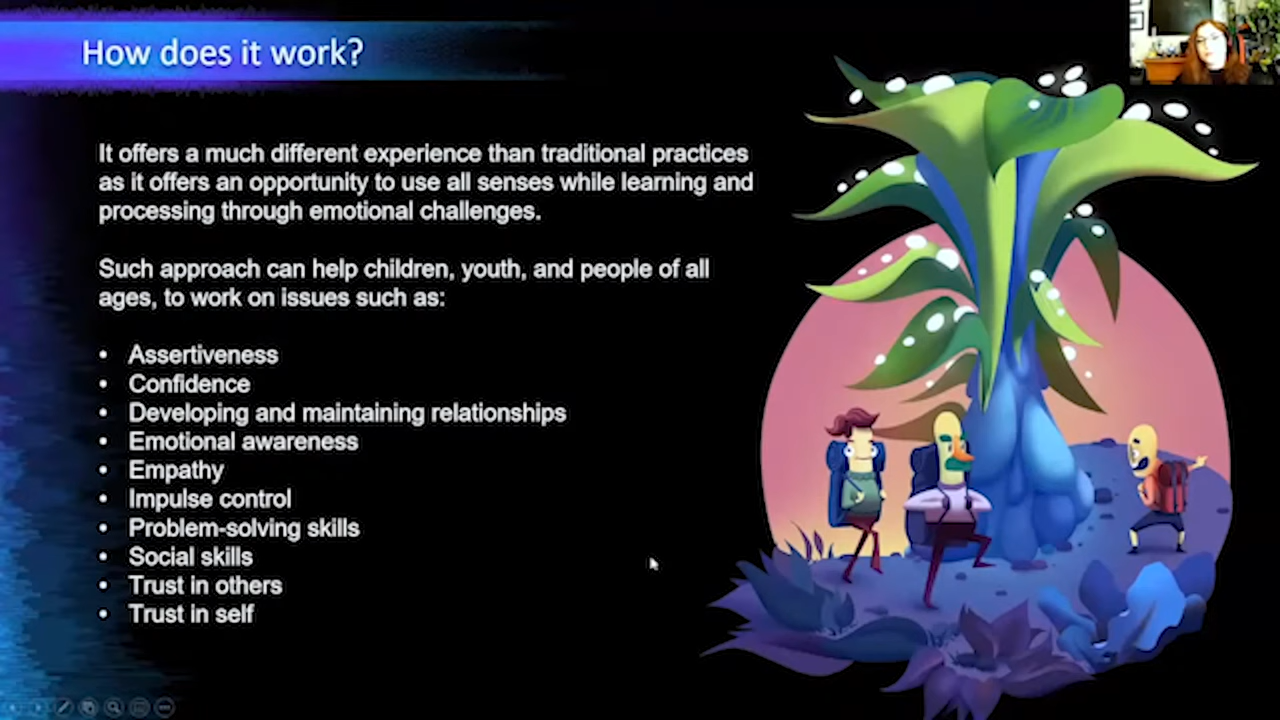 How does it work?
It offers a much different experience than traditional practices
as it offers an opportunity to use all senses while learning and
processing through emotional challenges.
Such approach can help children, youth, and people of all
ages, to work on issues such as:
• Assertiveness
• Confidence
• Developing and maintaining relationships
• Emotional awareness
• Empathy
• Impulse control
• Problem-solving skills
• Social skills
• Trust in others
• Trust in self